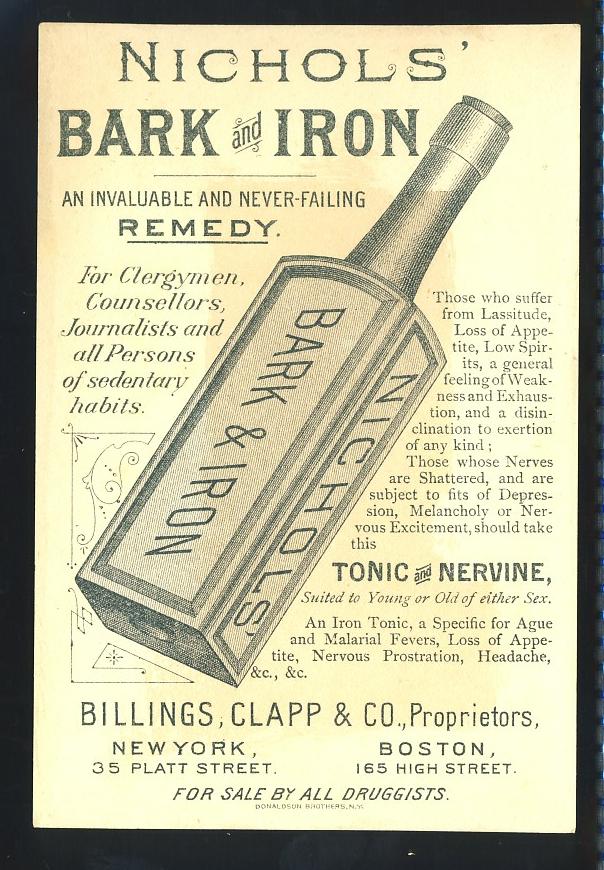 NICHOLS'
BARK and IRON
AN INVALUABLE AND NEVER-FAILING
REMEDY.
For Clergymen,
Counsellors,
Journalists and
all Persons
of sedentary
habits.
BARK & IRON
NICHOLS'
Those who suffer
from Lassitude,
Loss of Appe-
tite, Low Spir-
its, a general
feeling of Weak-
ness and Exhaus-
tion, and a disin-
clination to exertion
of any kind;
Those whose Nerves
are Shattered, and are
subject to fits of Depres-
sion, Melancholy or Ner-
vous Excitement, should take
this
TONIC and NERVINE,
Suited to Young or Old of either Sex.
An Iron Tonic, a Specific for Ague
and Malarial Fevers, Loss of Appe-
tite, Nervous Prostration, Headache,
&c., &c.
BILLINGS, CLAPP & CO., Proprietors,
NEW YORK,
35 PLATT STREET.
BOSTON,
165 HIGH STREET.
FOR SALE BY ALL DRUGGISTS.
DONALDSON BROTHERS, N.Y.